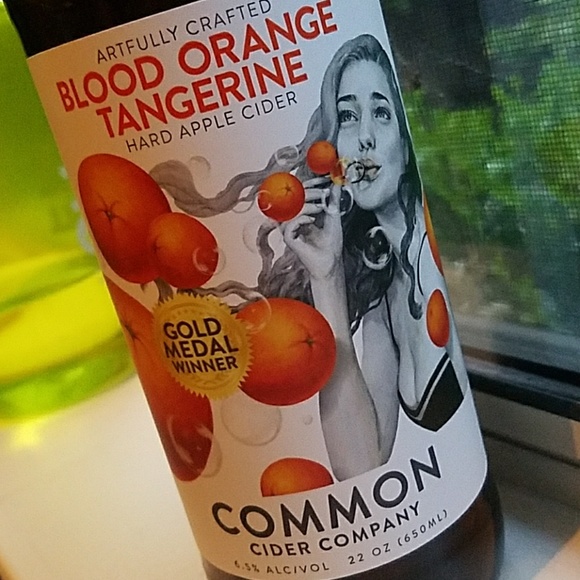 ARTFULLY CRAFTED
BLOOD ORANGE
TANGERINE
HARD APPLE CIDER
GOLD
MEDAL
WINNER
COMMON
CIDER COMPANY
6.5% ALC/VOL 22 OZ (650ML)